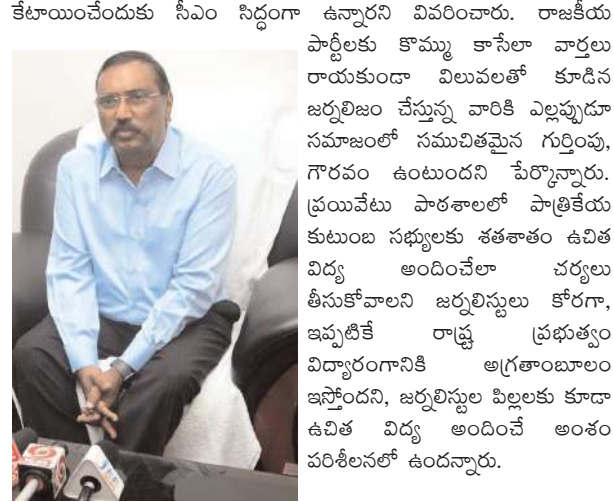 కేటాయించేందుకు సీఎం సిద్ధంగా ఉన్నారని వివరించారు. రాజకీయ
పార్టీలకు కొమ్ము కాసేలా వార్తలు
రాయకుండా విలువలతో కూడిన
జర్నలిజం చేస్తున్న వారికి ఎల్లప్పుడూ
సమాజంలో సముచితమైన గుర్తింపు,
గౌరవం ఉంటుందని పేర్కొన్నారు.
ప్రయివేటు పాఠశాలలో పాత్రికేయ
కుటుంబ సభ్యులకు శతశాతం ఉచిత
విద్య అందించేలా చర్యలు
తీసుకోవాలని జర్నలిస్టులు కోరగా,
ఇప్పటికే రాష్ట్ర ప్రభుత్వం
విద్యారంగానికి అగ్రతాంబూలం
ఇస్తోందని, జర్నలిస్టుల పిల్లలకు కూడా
ఉచిత విద్య అందించే అంశం
పరిశీలనలో ఉందన్నారు.